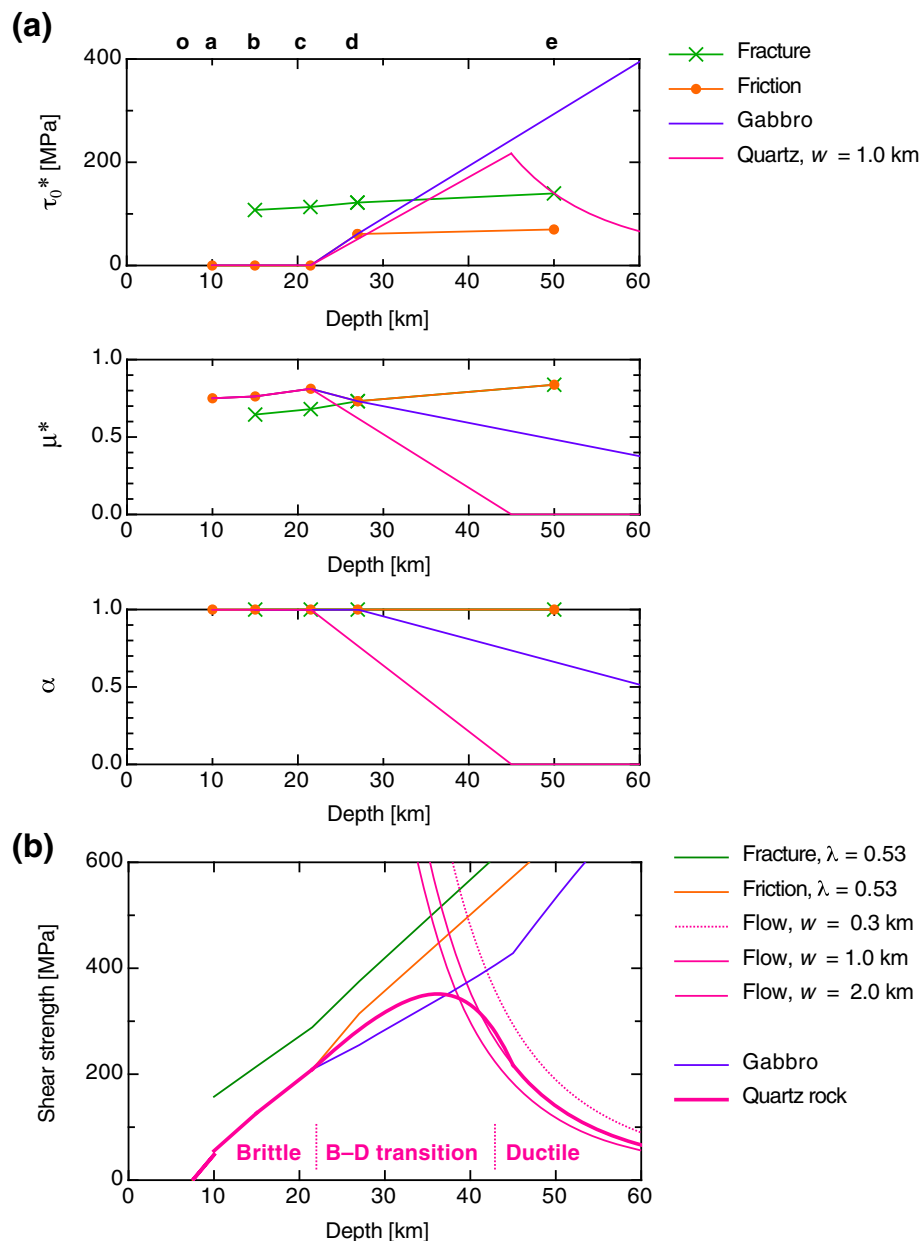 (a)
o a b c d e
400
200
0
τ₀* [MPa]
0 10 20 30 40 50 60
Depth [km]
Fracture
Friction
Gabbro
Quartz, w = 1.0 km
1.0
0.5
0.0
μ*
0 10 20 30 40 50 60
Depth [km]
1.0
0.5
0.0
α
0 10 20 30 40 50 60
Depth [km]
(b)
600
400
200
0
Shear strength [MPa]
Brittle B–D transition Ductile
0 10 20 30 40 50 60
Depth [km]
Fracture, λ = 0.53
Friction, λ = 0.53
Flow, w = 0.3 km
Flow, w = 1.0 km
Flow, w = 2.0 km
Gabbro
Quartz rock